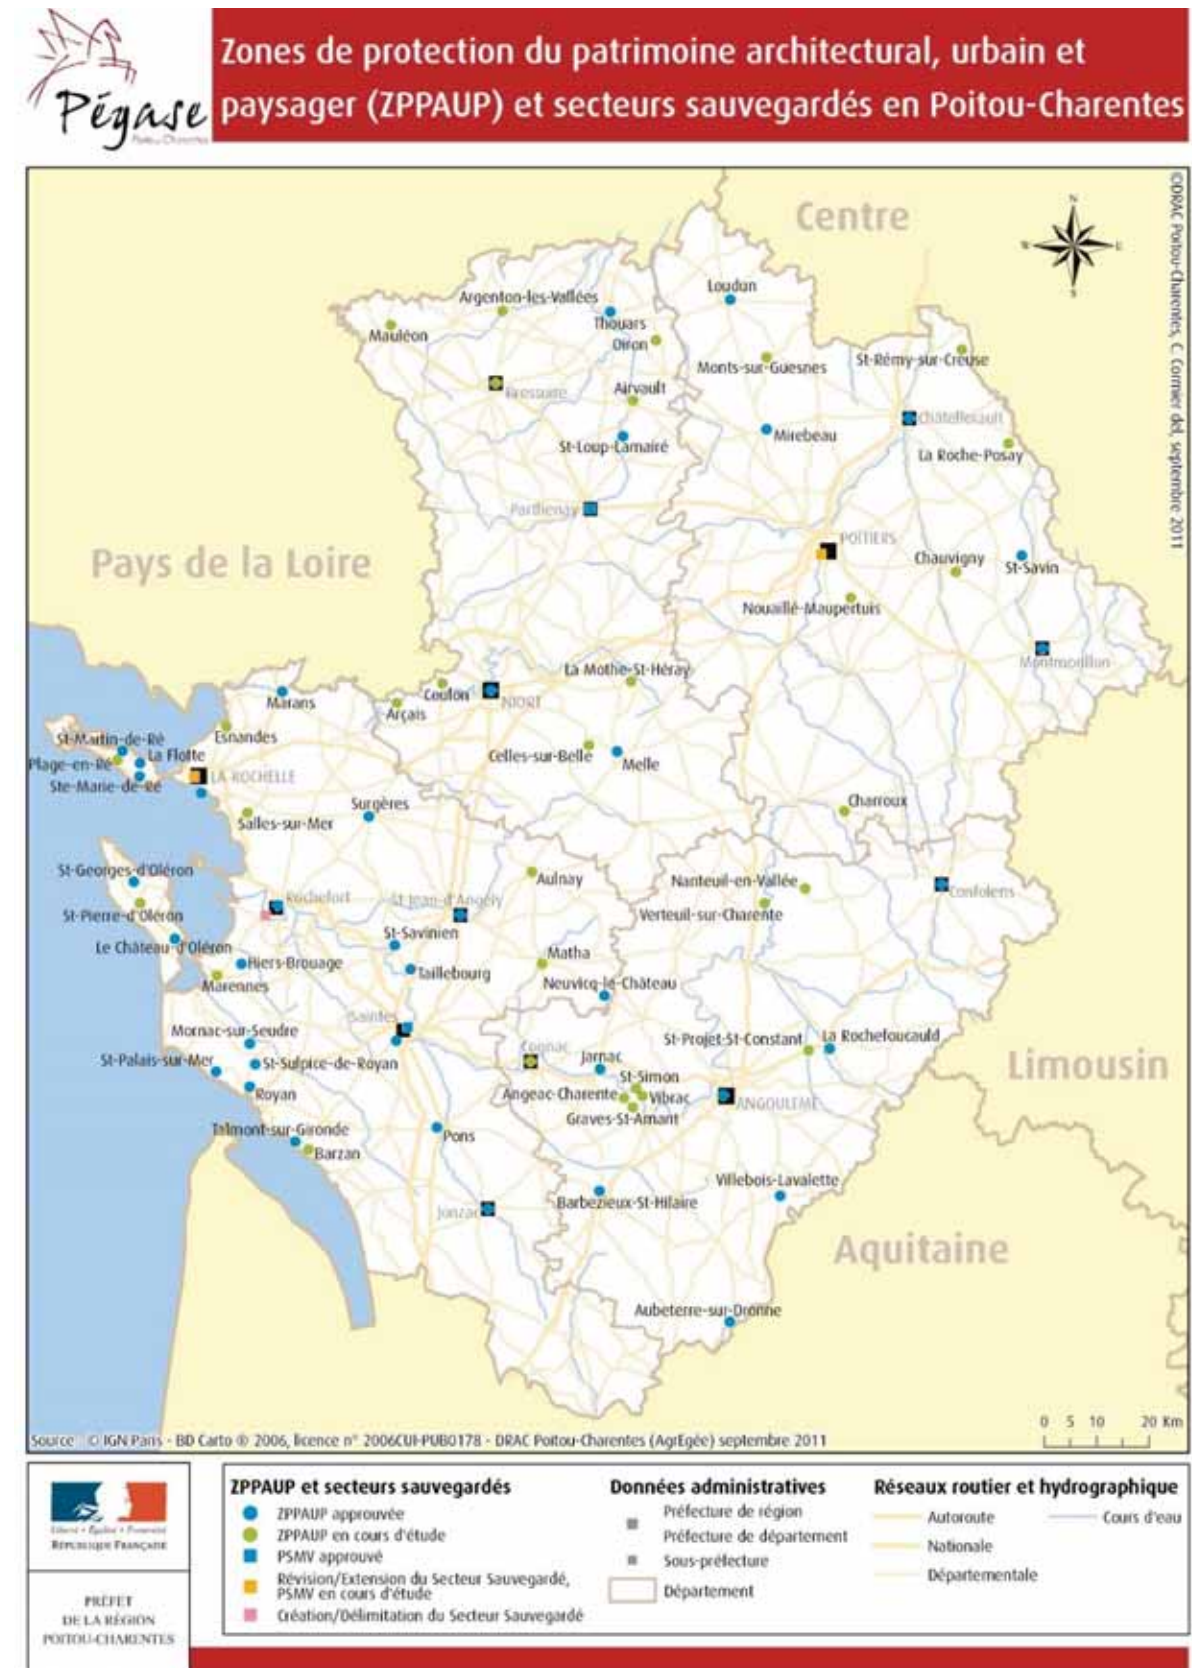 Pégase
Poitou-Charentes
Zones de protection du patrimoine architectural, urbain et
paysager (ZPPAUP) et secteurs sauvegardés en Poitou-Charentes
©DRAC Poitou-Charentes, C. Cormier del, septembre 2011
Centre
N
W
E
S
Loudun
Argenton-les-Vallées
Thouars
Mauléon
Oiron
Monts-sur-Guesnes
St-Rémy-sur-Creuse
Bressuire
Airvault
Châtellerault
Mirebeau
St-Loup-Lamairé
La Roche-Posay
Parthenay
POITIERS
Pays de la Loire
Chauvigny
St-Savin
Nouaillé-Maupertuis
Montmorillon
La Mothe-St-Héray
Coulon
NIORT
Marans
Arçais
Esnandes
St-Martin-de-Ré
La Flotte
Plage-en-Ré
Celles-sur-Belle
Melle
LA ROCHELLE
Ste-Marie-de-Ré
Surgères
Charroux
Salles-sur-Mer
St-Georges-d'Oléron
Aulnay
Nanteuil-en-Vallée
Confolens
Rochefort
St Jean-d'Angély
St-Pierre-d'Oléron
Verteuil-sur-Charente
St-Savinien
Le Château-d'Oléron
Matha
Hiers-Brouage
Taillebourg
Marennes
Neuvicq-le-Château
Saintes
Mornac-sur-Seudre
St-Projet-St-Constant
La Rochefoucauld
Cognac
St-Palais-sur-Mer
St-Sulpice-de-Royan
Jarnac
Limousin
St-Simon
Royan
Angeac-Charente
Vibrac
ANGOULEME
Graves-St-Amant
Talmont-sur-Gironde
Pons
Barzan
Villebois-Lavalette
Jonzac
Barbezieux-St-Hilaire
Aquitaine
Aubeterre-sur-Dronne
0 5 10 20 Km
Source : © IGN Paris - BD Carto ® 2006, licence n° 2006CUI-PUB0178 - DRAC Poitou-Charentes (AgrEgée) septembre 2011
Liberté • Égalité • Fraternité
RÉPUBLIQUE FRANÇAISE
PRÉFET
DE LA RÉGION
POITOU-CHARENTES
ZPPAUP et secteurs sauvegardés
ZPPAUP approuvée
ZPPAUP en cours d'étude
PSMV approuvé
Révision/Extension du Secteur Sauvegardé,
PSMV en cours d'étude
Création/Délimitation du Secteur Sauvegardé
Données administratives
Préfecture de région
Préfecture de département
Sous-préfecture
Département
Réseaux routier et hydrographique
Autoroute
Cours d'eau
Nationale
Départementale